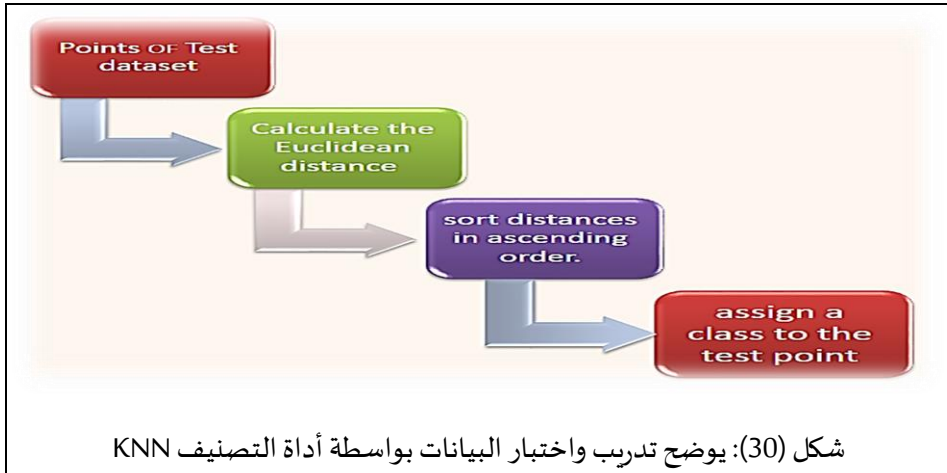 Points OF Test
dataset
Calculate the
Euclidean
distance
sort distances
in ascending
order.
assign a
class to the
test point
شكل (30): يوضح تدريب واختبار البيانات بواسطة أداة التصنيف KNN